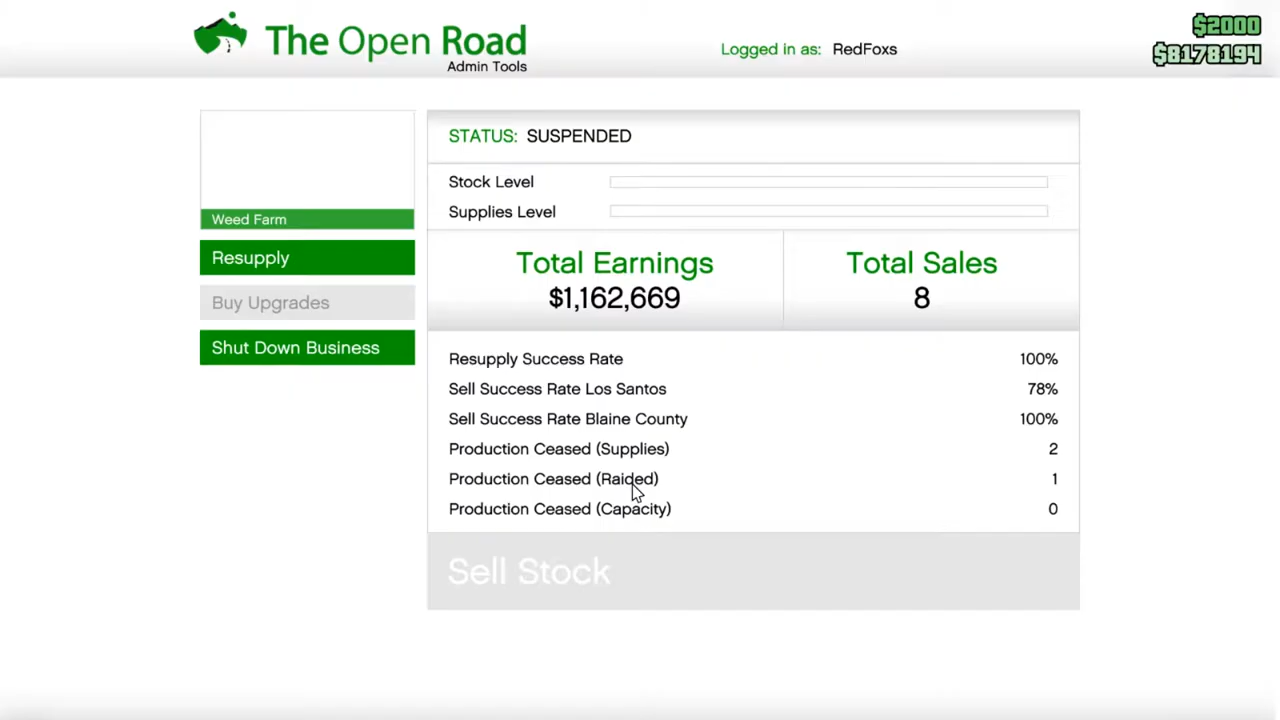 The Open Road
Admin Tools
Logged in as: RedFoxs
$2000
$8178194
Weed Farm
Resupply
Buy Upgrades
Shut Down Business
STATUS: SUSPENDED
Stock Level
Supplies Level
Total Earnings
$1,162,669
Total Sales
8
Resupply Success Rate 100%
Sell Success Rate Los Santos 78%
Sell Success Rate Blaine County 100%
Production Ceased (Supplies) 2
Production Ceased (Raided) 1
Production Ceased (Capacity) 0
Sell Stock